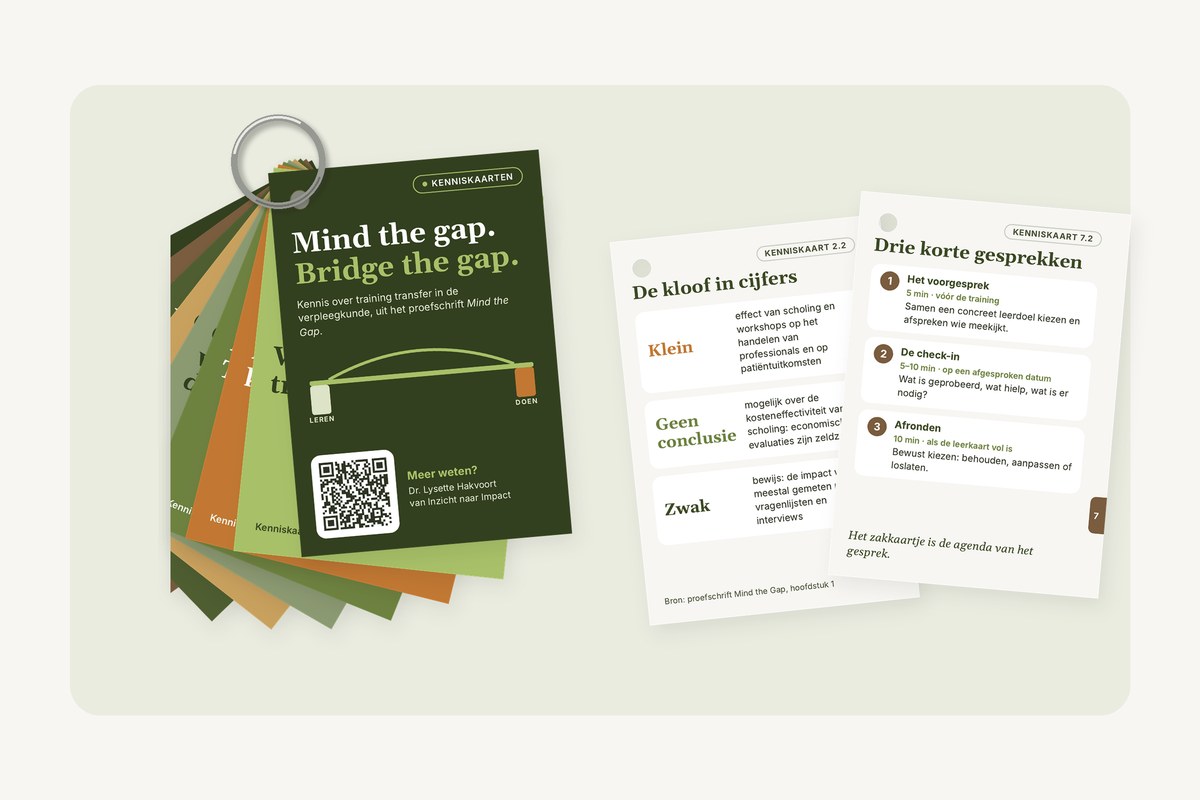 KENNISKAARTEN
Mind the gap.
Bridge the gap.
Kennis over training transfer in de
verpleegkunde, uit het proefschrift Mind the
Gap.
LEREN
DOEN
Meer weten?
Dr. Lysette Hakvoort
van Inzicht naar Impact
KENNISKAART 2.2
De kloof in cijfers
Klein
effect van scholing en
workshops op het
handelen van
professionals en op
patiëntuitkomsten
Geen
conclusie
mogelijk over de
kosteneffectiviteit
scholing:
evaluaties zijn
Zwak
bewijs: de impact
meestal gemeten
vragenlijsten en
interviews
Bron: proefschrift Mind the Gap, hoofdstuk 1
KENNISKAART 7.2
Drie korte gesprekken
1
Het voorgesprek
5 min · vóór de training
Samen een concreet leerdoel kiezen en
afspreken wie meekijkt.
2
De check-in
5–10 min · op een afgesproken datum
Wat is geprobeerd, wat hielp, wat is er
nodig?
3
Afronden
10 min · als de leerkaart vol is
Bewust kiezen: behouden, aanpassen of
loslaten.
7
Het zakkaartje is de agenda van het
gesprek.